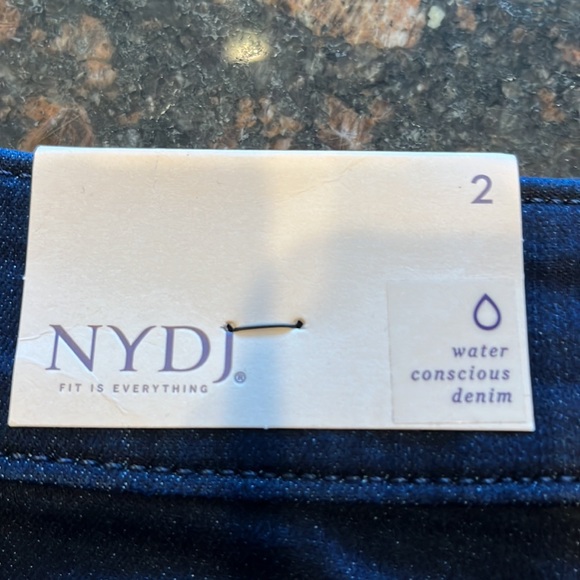 2
NYDJ®
FIT IS EVERYTHING
water
conscious
denim